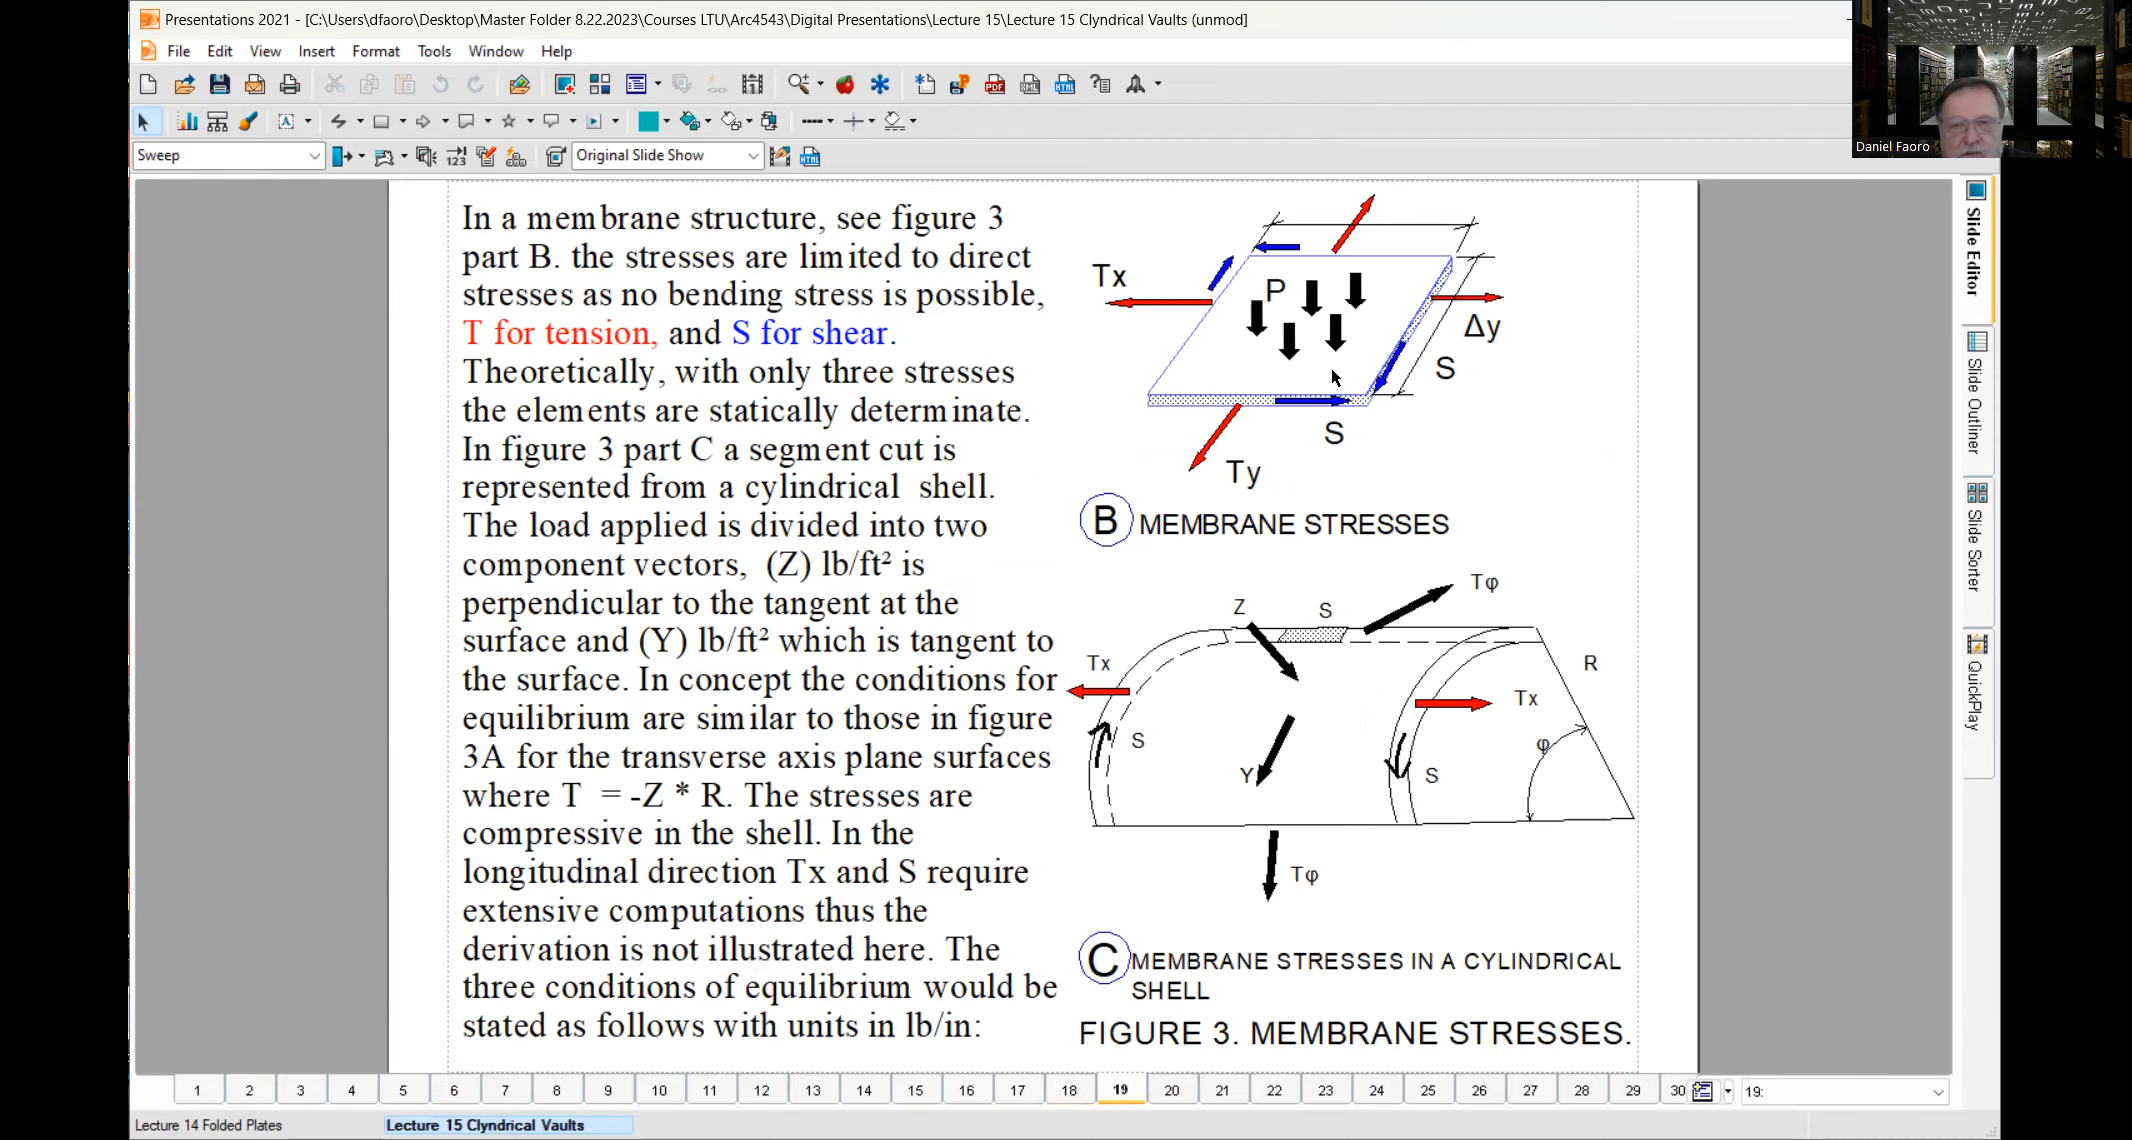 Presentations 2021 - [C:\Users\dfaoro\Desktop\Master Folder 8.22.2023\Courses LTU\Arc4543\Digital Presentations\Lecture 15\Lecture 15 Clyndrical Vaults (unmod]
File Edit View Insert Format Tools Window Help
Sweep
Original Slide Show
Daniel Faoro
In a membrane structure, see figure 3
part B. the stresses are limited to direct
stresses as no bending stress is possible,
T for tension, and S for shear.
Theoretically, with only three stresses
the elements are statically determinate.
In figure 3 part C a segment cut is
represented from a cylindrical shell.
The load applied is divided into two
component vectors, (Z) lb/ft² is
perpendicular to the tangent at the
surface and (Y) lb/ft² which is tangent to
the surface. In concept the conditions for
equilibrium are similar to those in figure
3A for the transverse axis plane surfaces
where T = -Z * R. The stresses are
compressive in the shell. In the
longitudinal direction Tx and S require
extensive computations thus the
derivation is not illustrated here. The
three conditions of equilibrium would be
stated as follows with units in lb/in:
Tx
P
Δy
S
S
Ty
B MEMBRANE STRESSES
Tφ
Z
S
Tx
R
Tx
S
φ
Y
S
Tφ
C MEMBRANE STRESSES IN A CYLINDRICAL
SHELL
FIGURE 3. MEMBRANE STRESSES.
Slide Editor
Slide Outliner
Slide Sorter
QuickPlay
1 2 3 4 5 6 7 8 9 10 11 12 13 14 15 16 17 18 19 20 21 22 23 24 25 26 27 28 29 30 19:
Lecture 14 Folded Plates
Lecture 15 Clyndrical Vaults